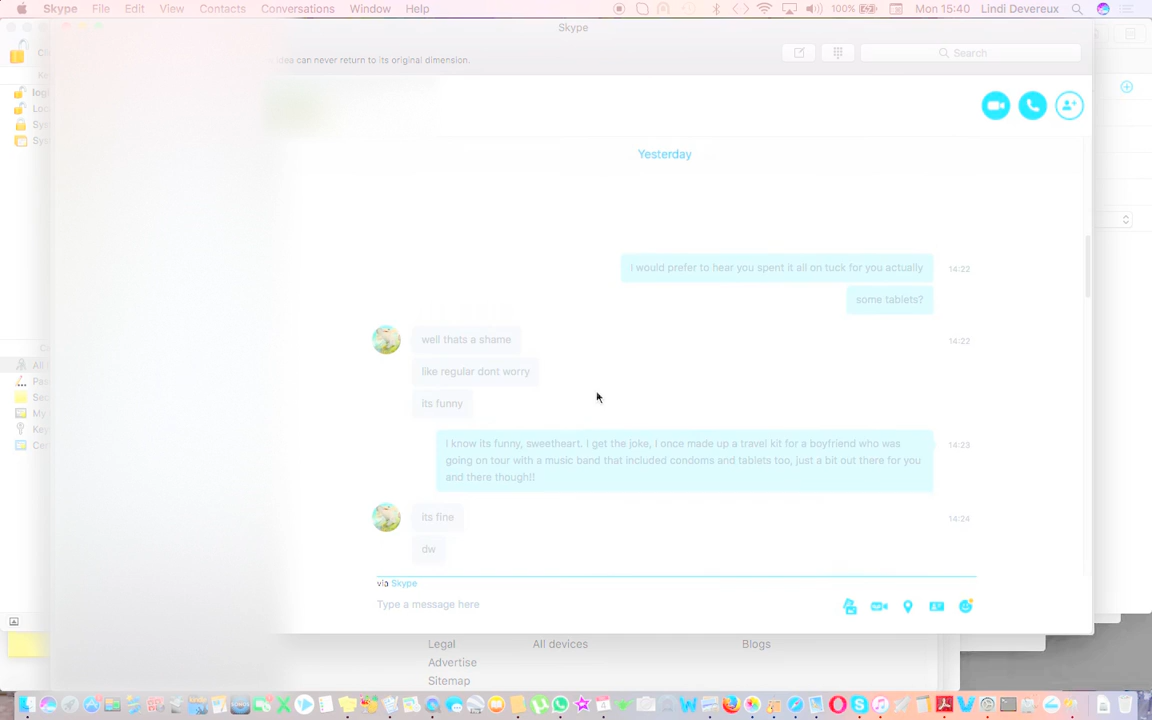 Skype File Edit View Contacts Conversations Window Help 100% Mon 15:40 Lindi Devereux
Skype
idea can never return to its original dimension.
Search
Yesterday
I would prefer to hear you spent it all on tuck for you actually 14:22
some tablets?
well thats a shame 14:22
like regular dont worry
its funny
I know its funny, sweetheart. I get the joke, I once made up a travel kit for a boyfriend who was 14:23
going on tour with a music band that included condoms and tablets too, just a bit out there for you
and there though!!
its fine 14:24
dw
via Skype
Type a message here
Legal All devices Blogs
Advertise
Sitemap